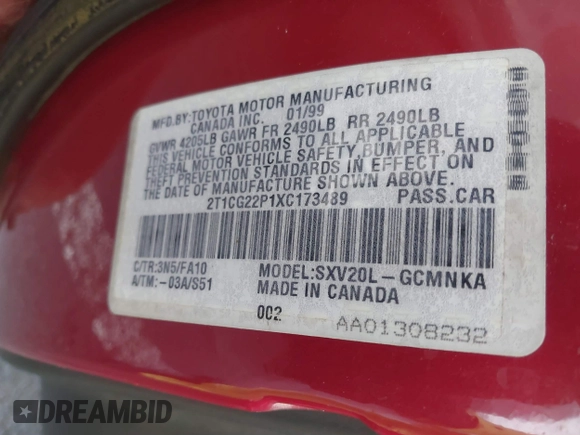 MFD.BY:TOYOTA MOTOR MANUFACTURING
CANADA INC. 01/99
GVWR 4205LB GAWR FR 2490LB RR 2490LB
THIS VEHICLE CONFORMS TO ALL APPLICABLE
FEDERAL MOTOR VEHICLE SAFETY,BUMPER, AND
THEFT PREVENTION STANDARDS IN EFFECT ON
THE DATE OF MANUFACTURE SHOWN ABOVE.
2T1CG22P1XC173489 PASS.CAR
C/TR:3N5/FA10 MODEL:SXV20L-GCMNKA
A/TM:-03A/S51 MADE IN CANADA
002 AA01308232
DREAMBID